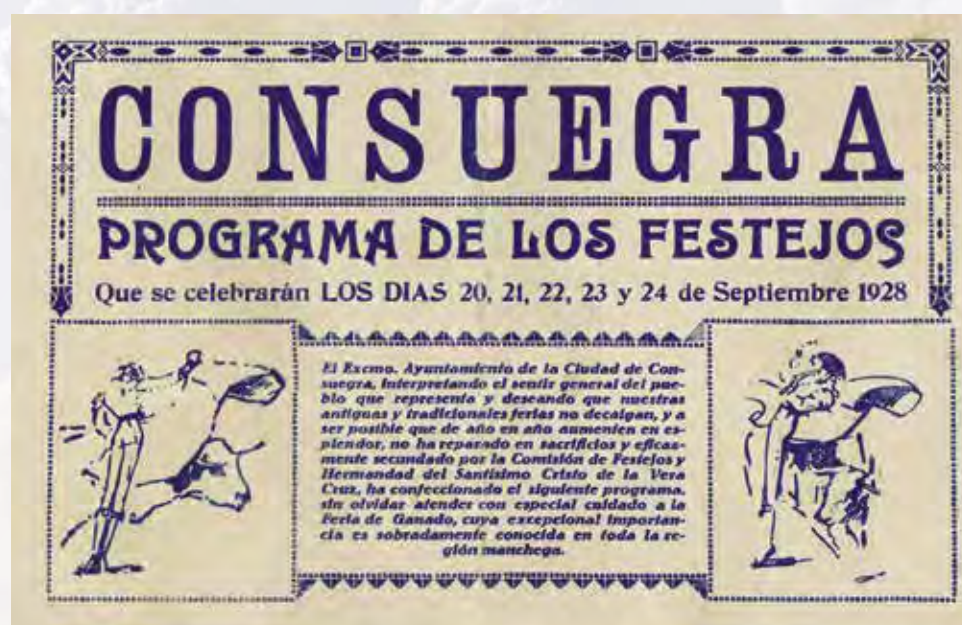 CONSUEGRA
PROGRAMA DE LOS FESTEJOS
Que se celebrarán LOS DIAS 20, 21, 22, 23 y 24 de Septiembre 1928
El Excmo. Ayuntamiento de la Ciudad de Con-
suegra, interpretando el sentir general del pue-
blo que representa y deseando que nuestras
antiguas y tradicionales ferias no decaigan, y a
ser posible que de año en año aumenten en es-
plendor, no ha reparado en sacrificios y eficaz-
mente secundado por la Comisión de Festejos y
Hermandad del Santísimo Cristo de la Vera
Cruz, ha confeccionado el siguiente programa,
sin olvidar atender con especial cuidado a la
Feria de Ganado, cuya excepcional importan-
cia es sobradamente conocida en toda la re-
gión manchega.